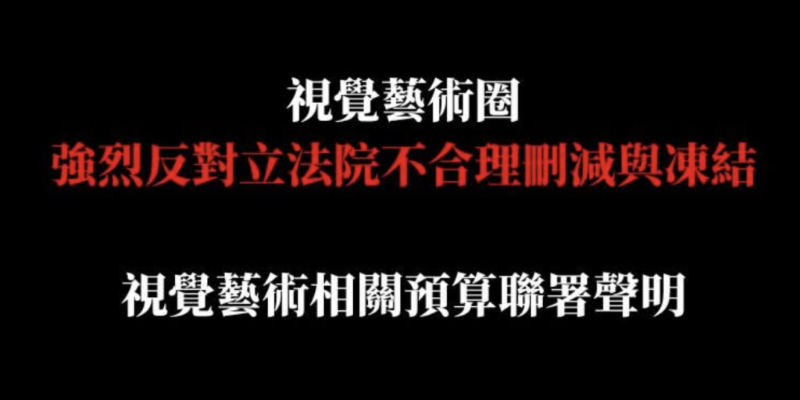 視覺藝術圈
強烈反對立法院不合理刪減與凍結
視覺藝術相關預算聯署聲明